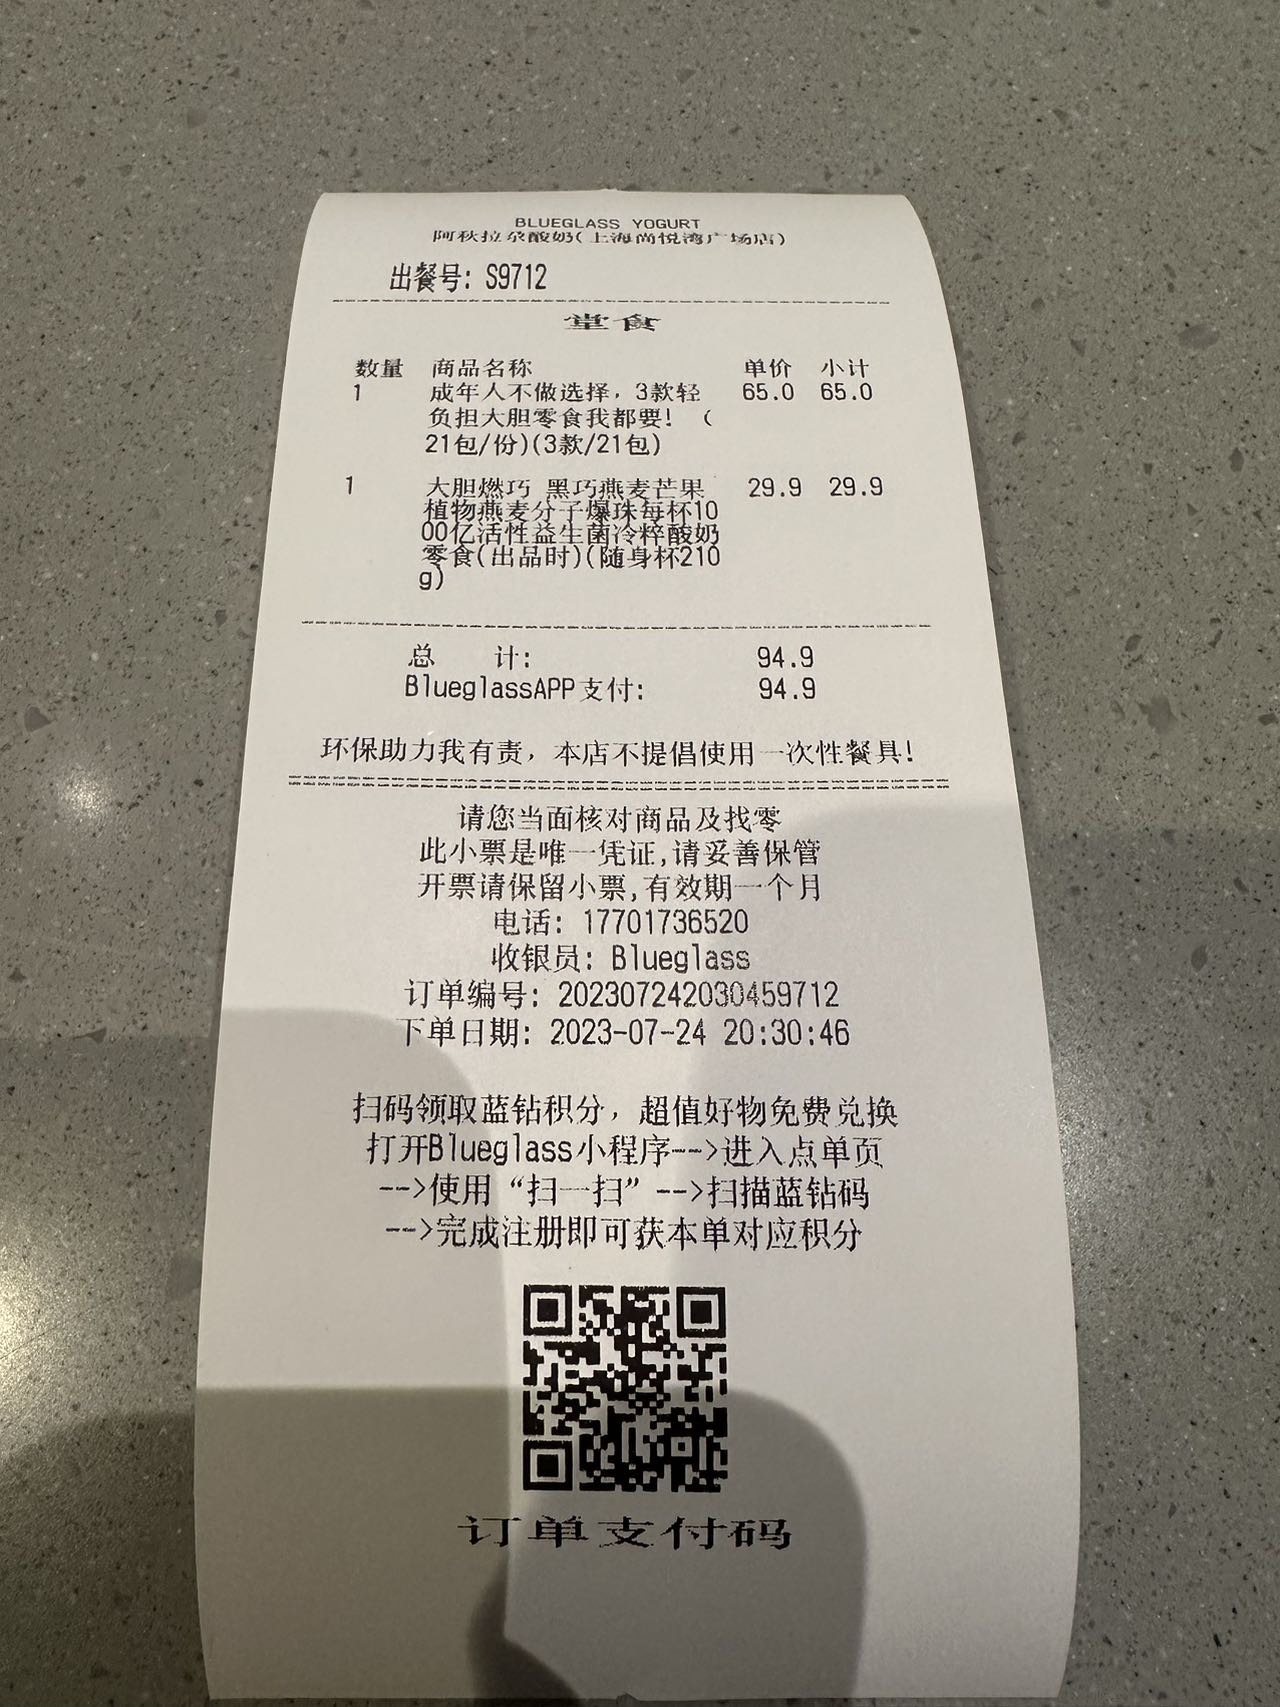 BLUEGLASS YOGURT
阿秋拉尕酸奶(上海尚悦湾广场店)
出餐号: S9712
堂食
数量 商品名称 单价 小计
1 成年人不做选择，3款轻 65.0 65.0
负担大胆零食我都要！（
21包/份)(3款/21包)
1 大胆燃巧 黑巧燕麦芒果 29.9 29.9
植物燕麦分子爆珠每杯10
00亿活性益生菌冷粹酸奶
零食(出品时)(随身杯210
g)
总 计: 94.9
BlueglassAPP支付: 94.9
环保助力我有责，本店不提倡使用一次性餐具!
请您当面核对商品及找零
此小票是唯一凭证,请妥善保管
开票请保留小票,有效期一个月
电话: 17701736520
收银员: Blueglass
订单编号: 202307242030459712
下单日期: 2023-07-24 20:30:46
扫码领取蓝钻积分，超值好物免费兑换
打开Blueglass小程序-->进入点单页
-->使用“扫一扫”-->扫描蓝钻码
-->完成注册即可获本单对应积分
订单支付码